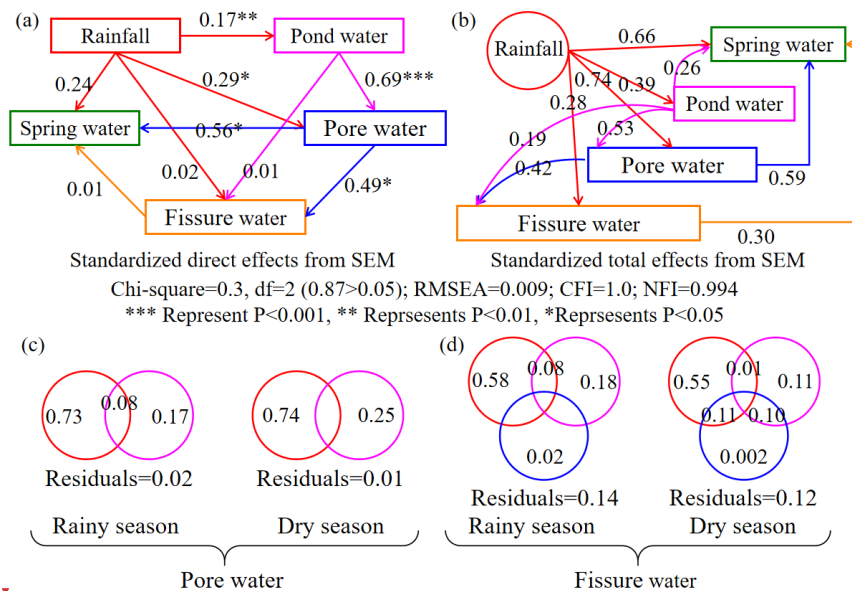 (a)
Rainfall
0.17**
Pond water
0.24
0.29*
0.69***
Spring water
0.56*
Pore water
0.01
0.02
0.01
0.49*
Fissure water
Standardized direct effects from SEM
(b)
Rainfall
0.66
Spring water
0.74
0.39
0.26
0.28
Pond water
0.19
0.53
0.42
Pore water
0.59
Fissure water
0.30
Standardized total effects from SEM
Chi-square=0.3, df=2 (0.87>0.05); RMSEA=0.009; CFI=1.0; NFI=0.994
*** Represent P<0.001, ** Reprsesents P<0.01, *Reprsesents P<0.05
(c)
0.73
0.08
0.17
Residuals=0.02
Rainy season
0.74
0.25
Residuals=0.01
Dry season
Pore water
(d)
0.58
0.08
0.18
0.02
Residuals=0.14
Rainy season
0.55
0.01
0.11
0.11
0.10
0.002
Residuals=0.12
Dry season
Fissure water